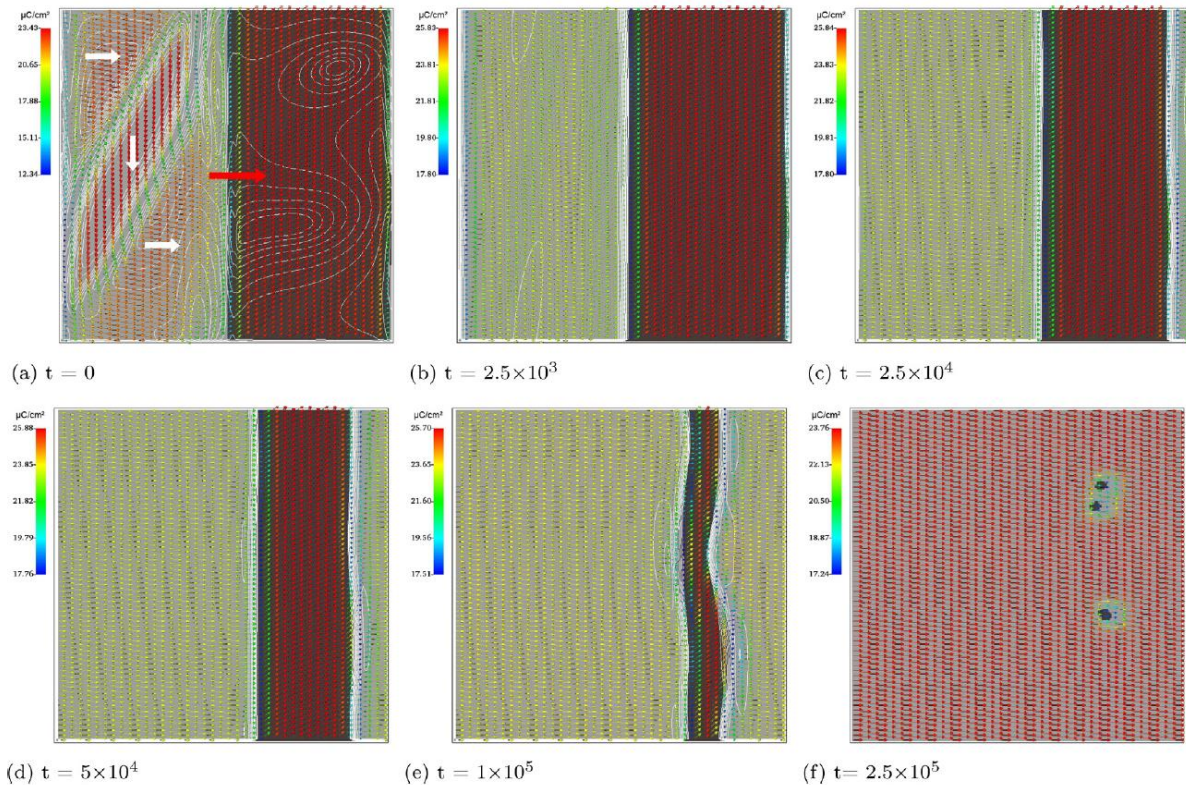 μC/cm²
23.43
20.65
17.88
15.11
12.34
μC/cm²
25.83
23.82
21.81
19.80
17.80
μC/cm²
25.84
23.83
21.82
19.81
17.80
(a) t = 0
(b) t = 2.5×10³
(c) t = 2.5×10⁴
μC/cm²
25.88
23.85
21.82
19.79
17.76
μC/cm²
25.70
23.65
21.60
19.56
17.51
μC/cm²
23.76
22.13
20.50
18.87
17.24
(d) t = 5×10⁴
(e) t = 1×10⁵
(f) t= 2.5×10⁵